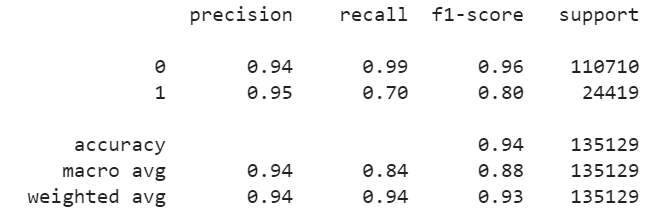 precision recall f1-score support
0 0.94 0.99 0.96 110710
1 0.95 0.70 0.80 24419
accuracy 0.94 135129
macro avg 0.94 0.84 0.88 135129
weighted avg 0.94 0.94 0.93 135129